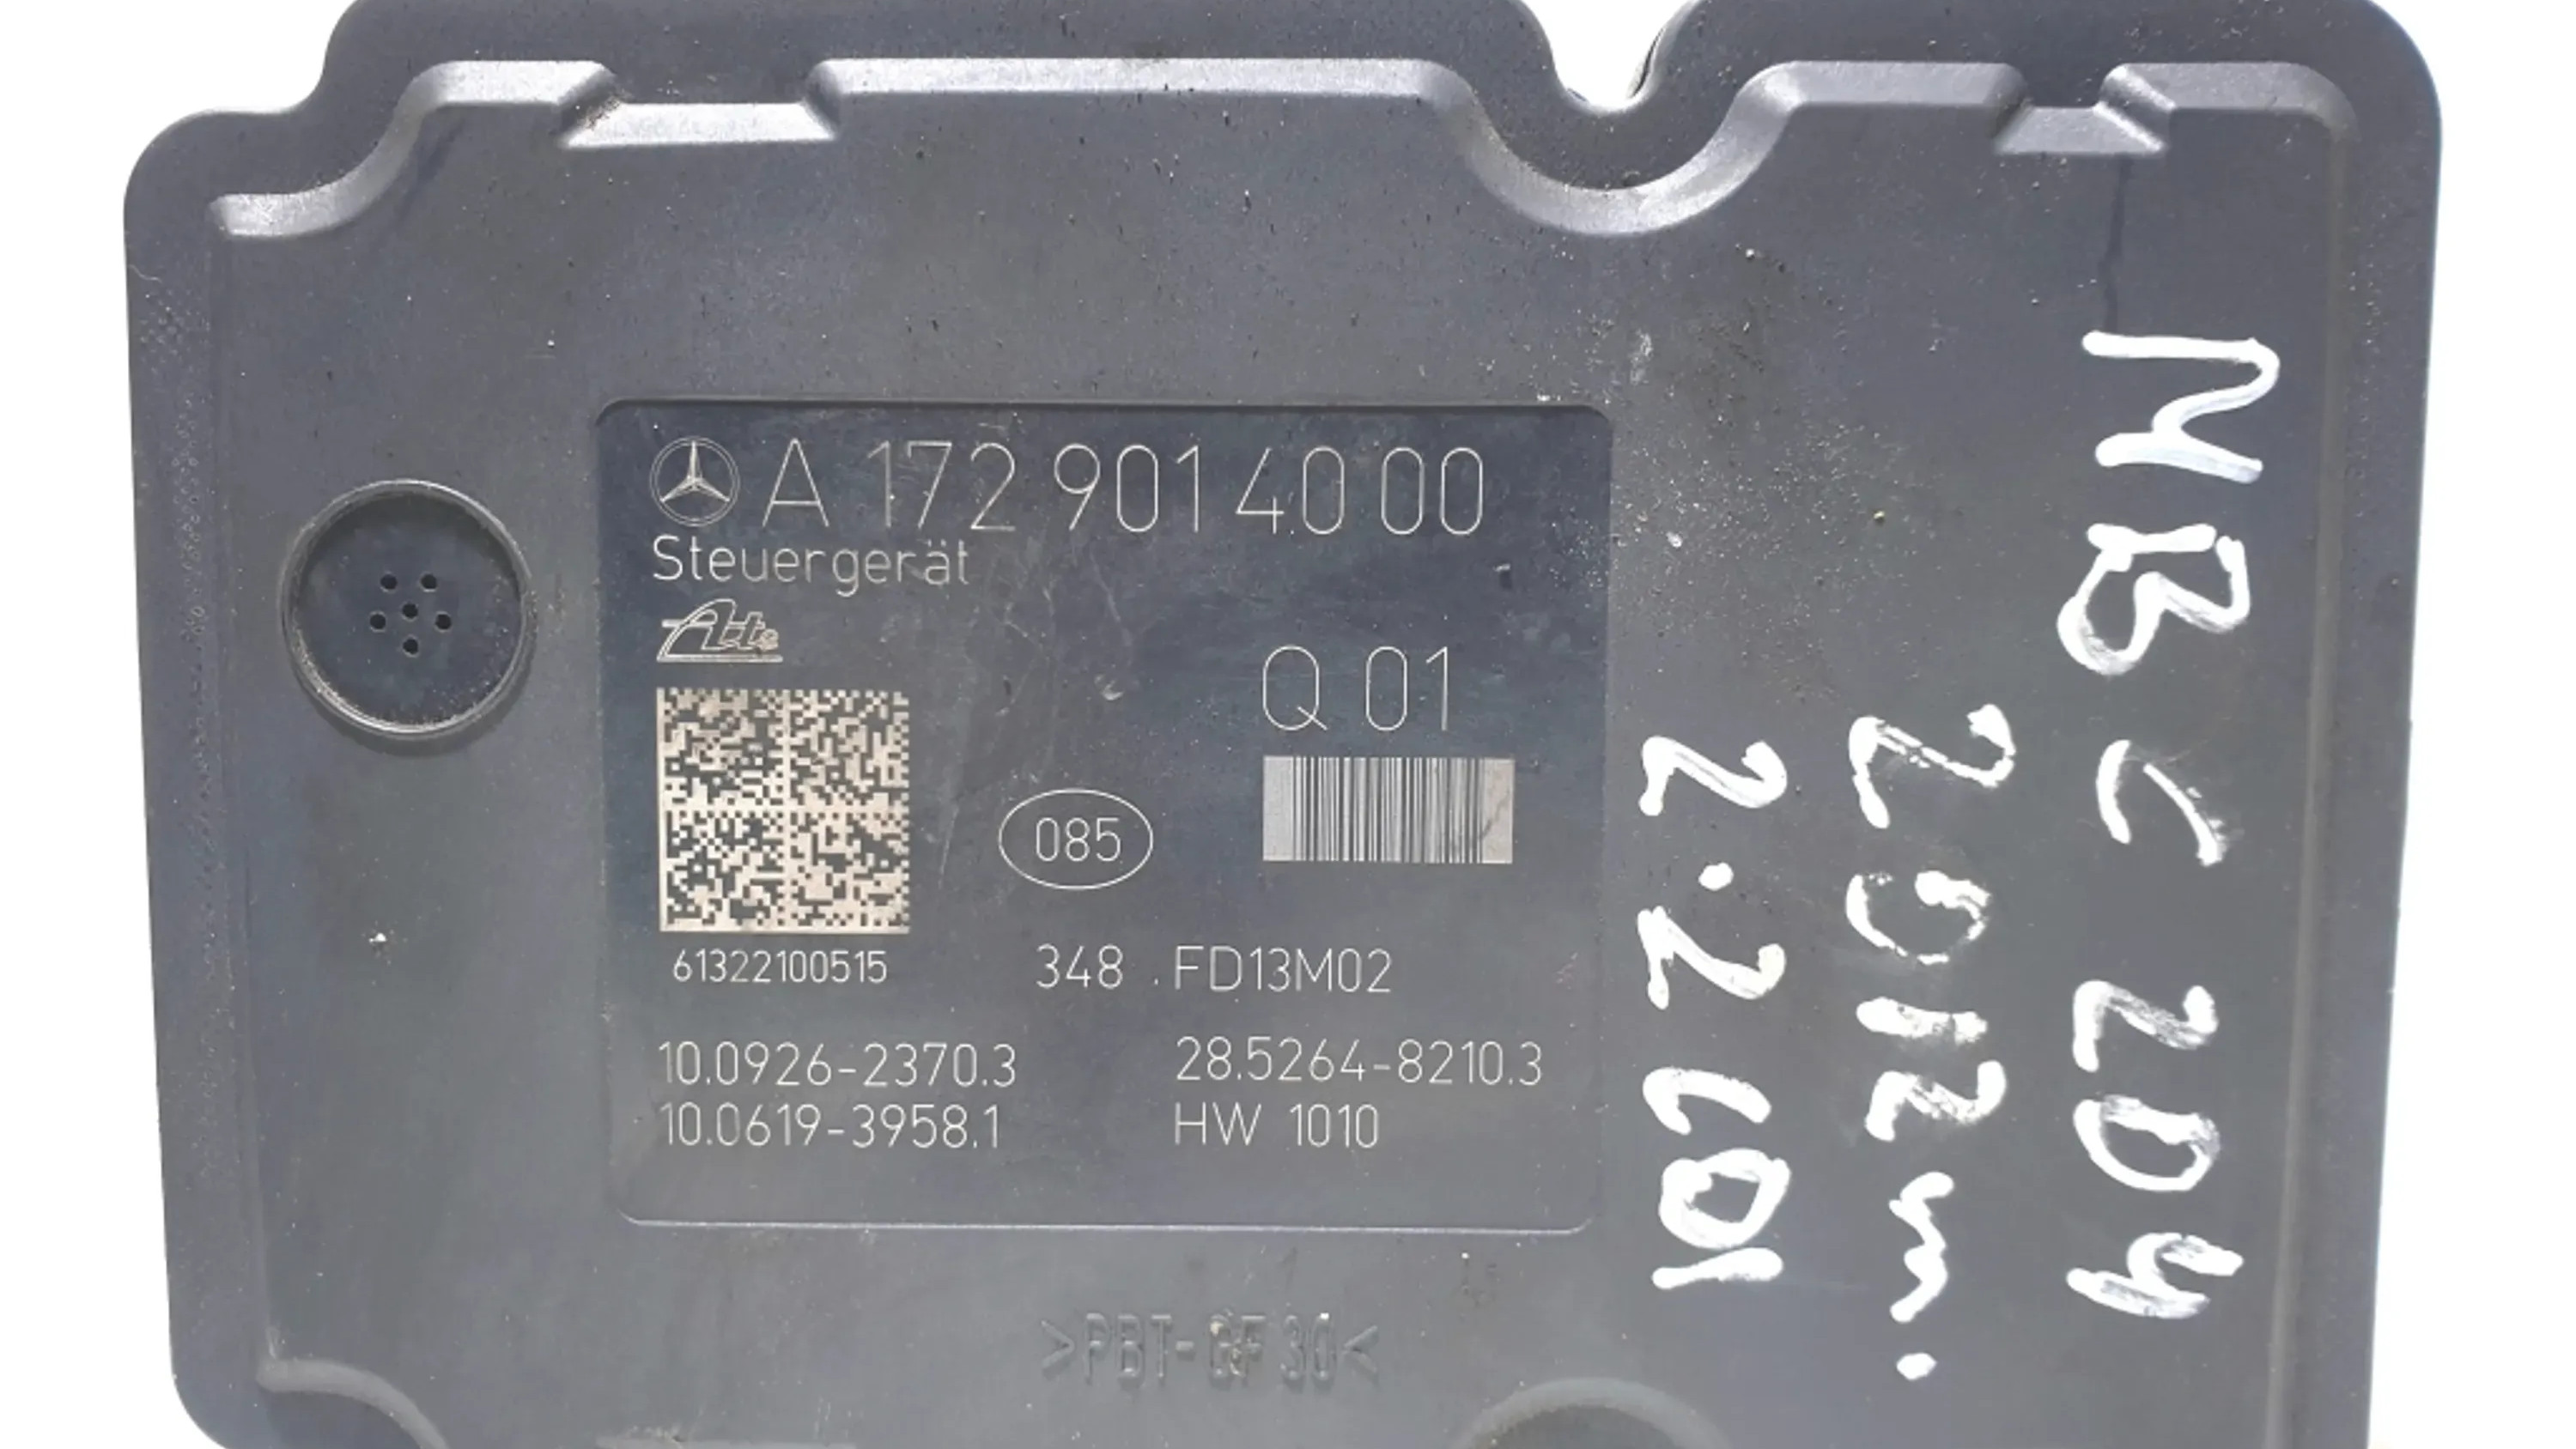 A 172 901 40 00
Steuergerät
Ate
Q 01
085
61322100515
348 FD13M02
10.0926-2370.3
28.5264-8210.3
10.0619-3958.1
HW 1010
>PBT-GF30<
MB C 204
2012m.
2.2 CDI